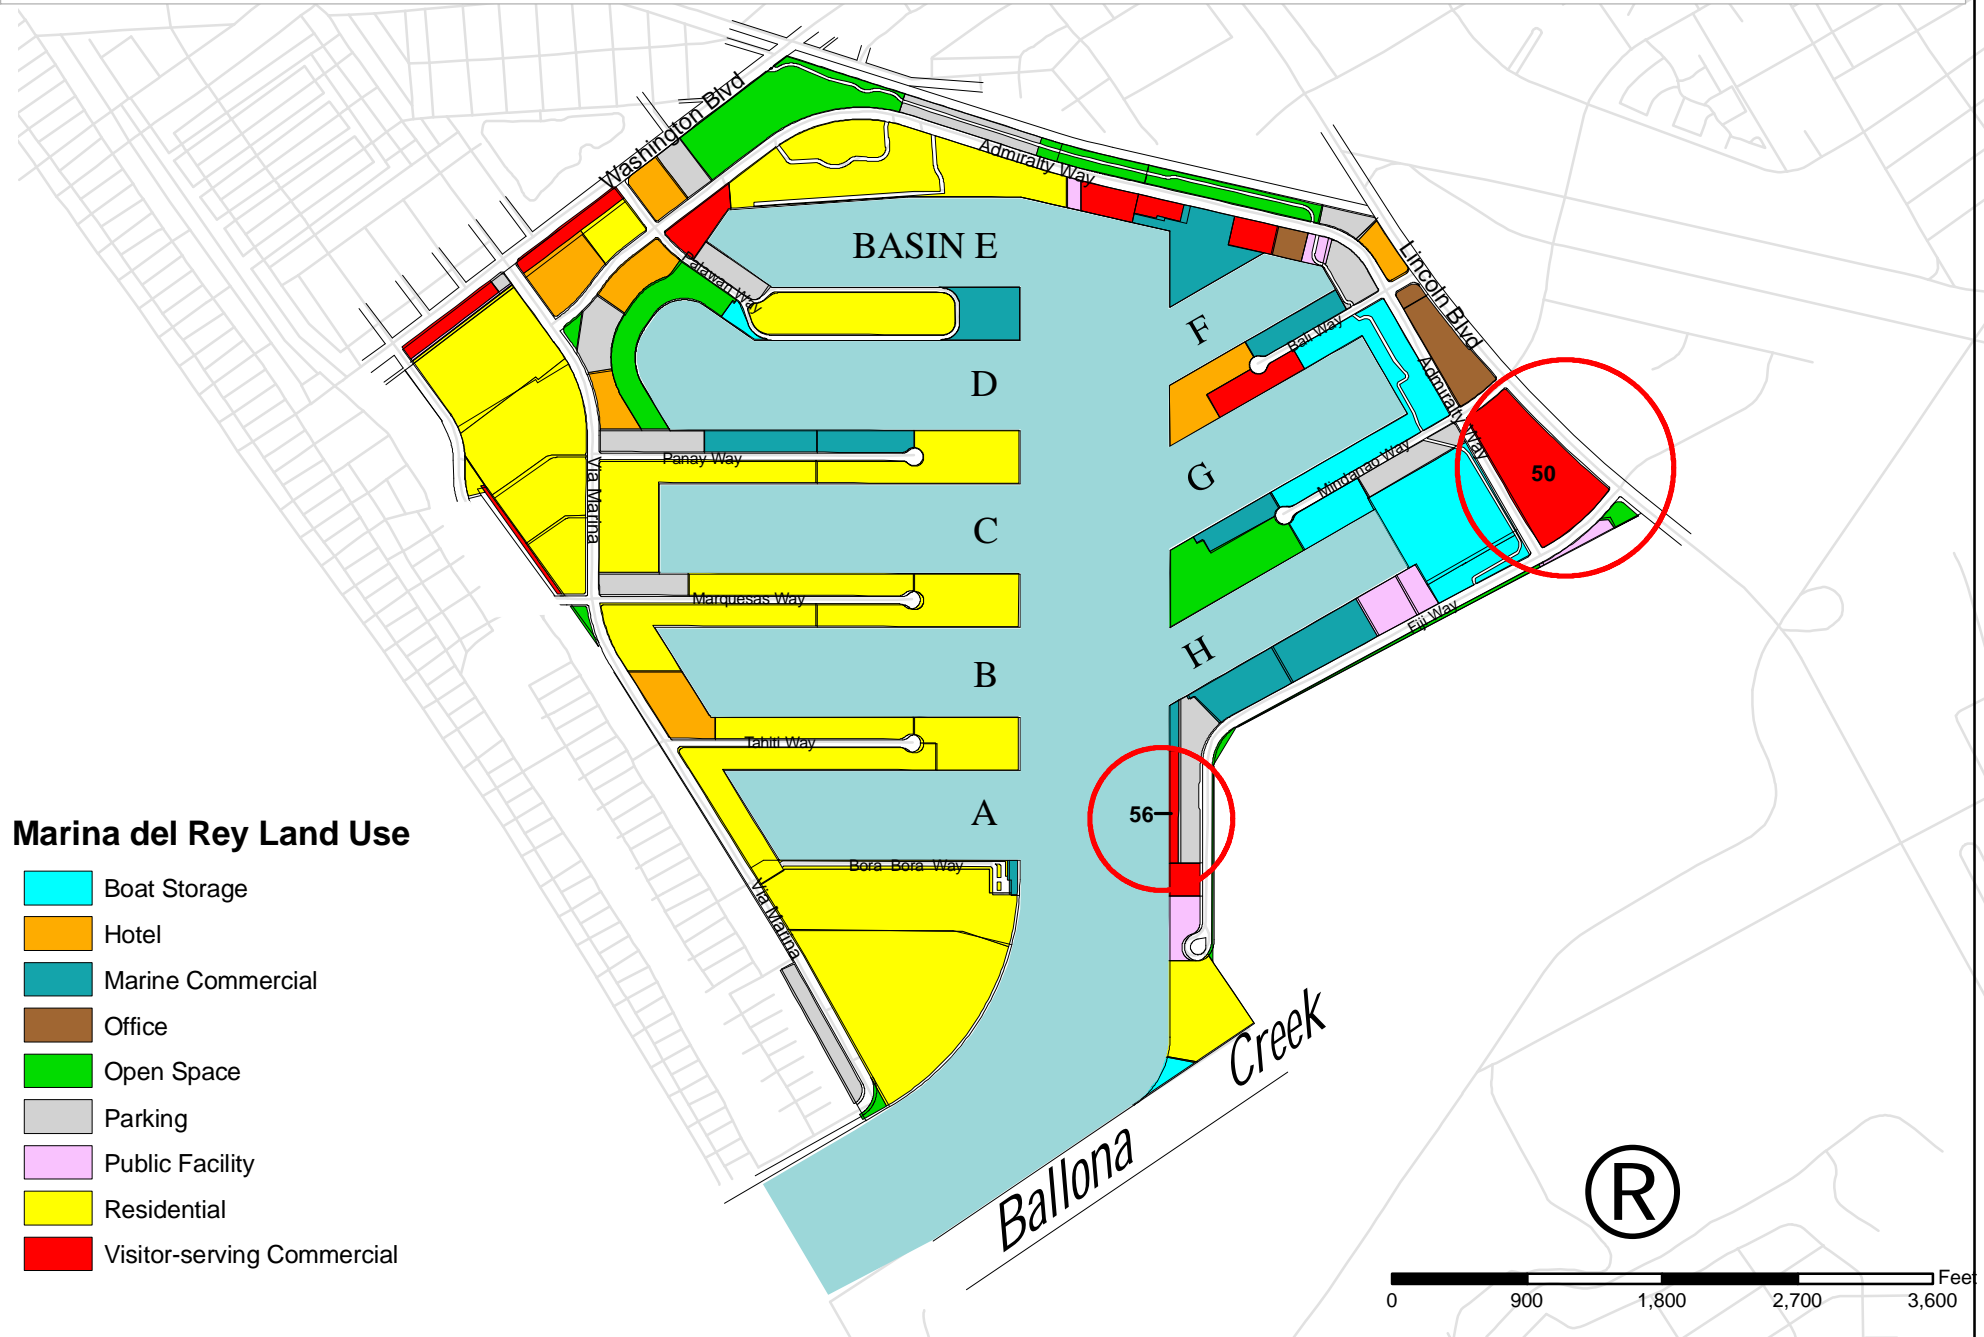 Washington Blvd
Admiralty Way
BASIN E
Palawan Way
Lincoln Blvd
F
Bali Way
D
Admiralty Way
Panay Way
Mindanao Way
50
G
Via Marina
C
Marquesas Way
Fiji Way
H
B
Tahiti Way
56
A
Bora Bora Way
Via Marina
Creek
Ballona
Marina del Rey Land Use
Boat Storage
Hotel
Marine Commercial
Office
Open Space
Parking
Public Facility
Residential
Visitor-serving Commercial
®
Feet
0 900 1,800 2,700 3,600